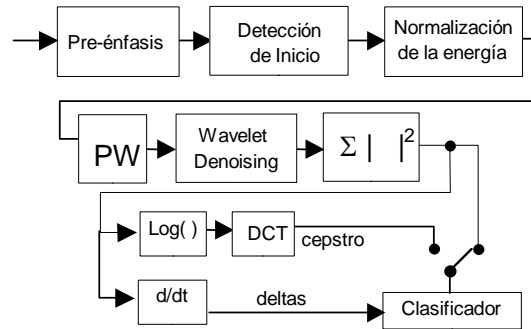 Pre-énfasis
Detección
de Inicio
Normalización
de la energía
PW
Wavelet
Denoising
Σ | |²
Log( )
DCT
cepstro
d/dt
deltas
Clasificador